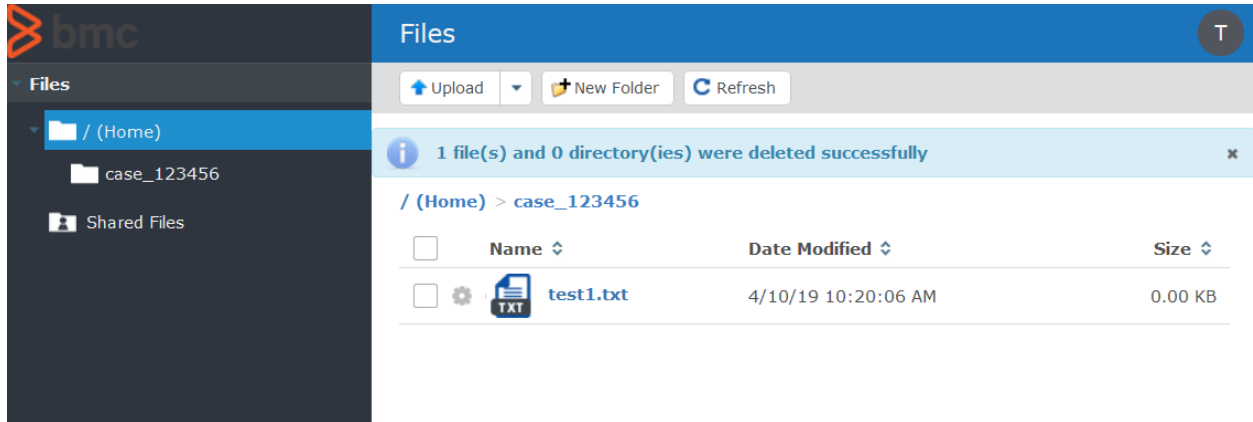 bmc
Files
T
Files
Upload New Folder Refresh
/ (Home)
1 file(s) and 0 directory(ies) were deleted successfully
case_123456
/ (Home) > case_123456
Shared Files
Name Date Modified Size
TXT test1.txt 4/10/19 10:20:06 AM 0.00 KB